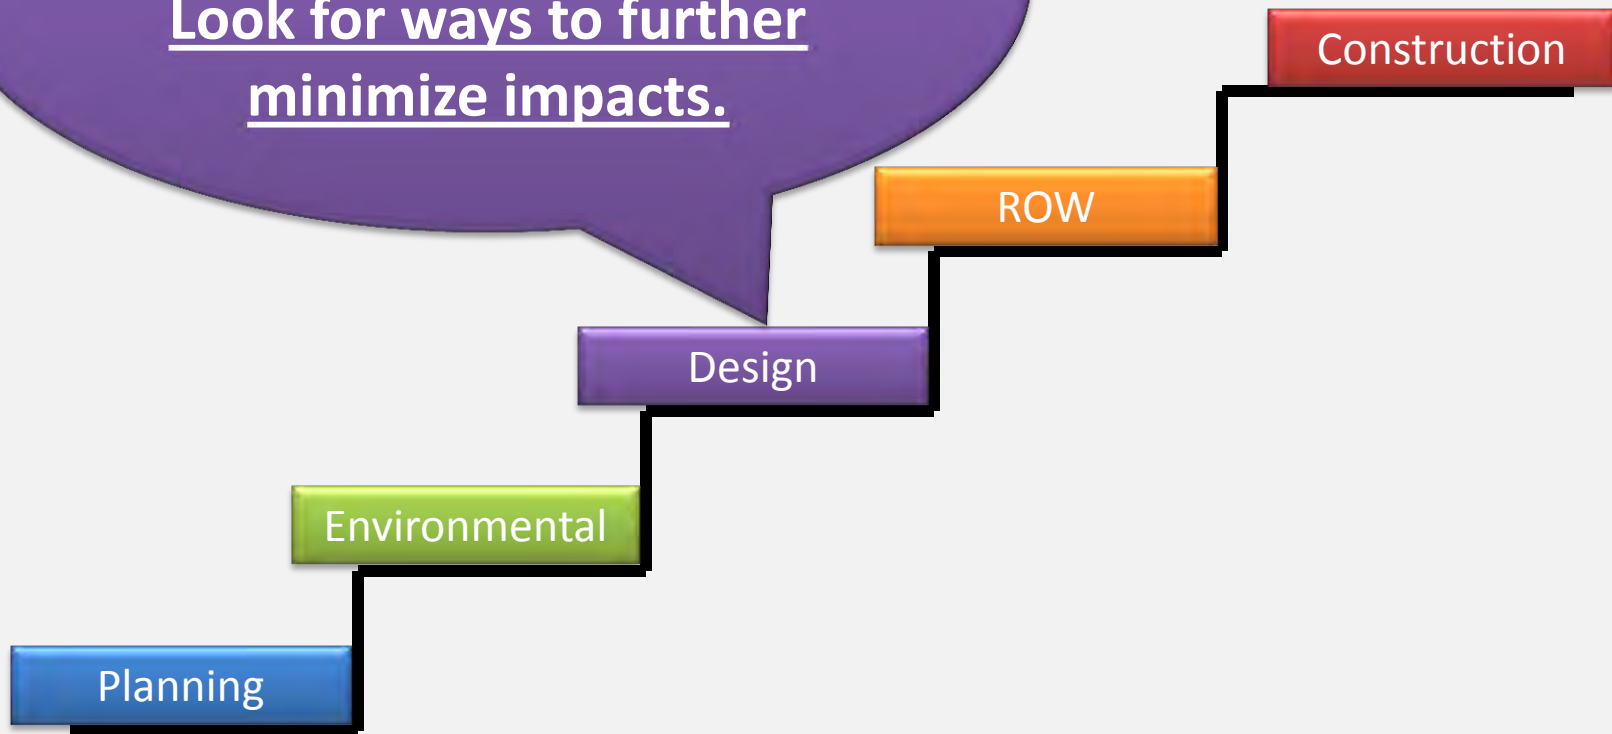 Look for ways to further
minimize impacts.
Construction
ROW
Design
Environmental
Planning